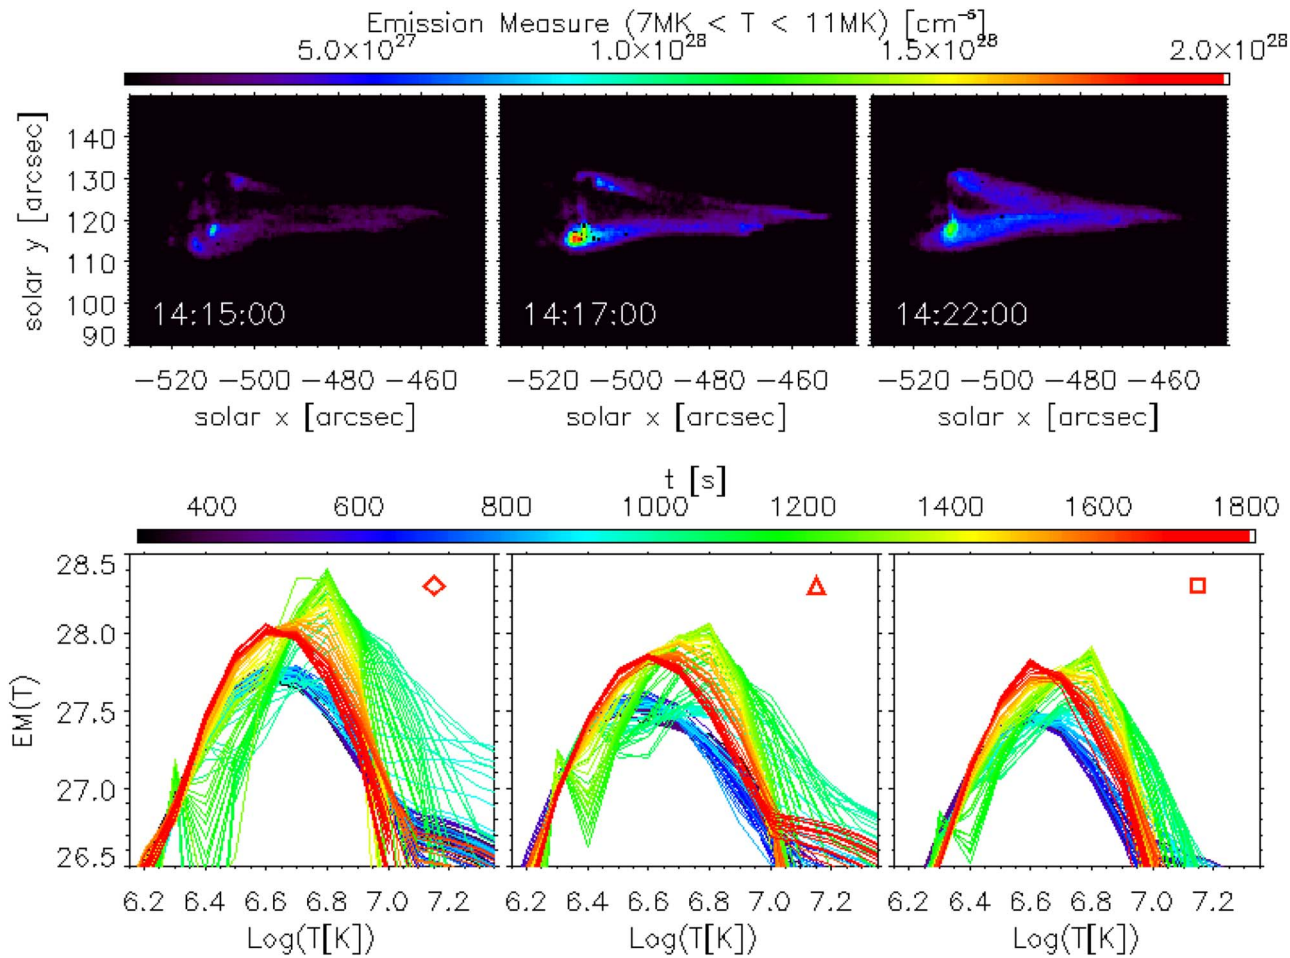 Emission Measure (7MK < T < 11MK) [cm⁻⁵]
5.0×10²⁷ 1.0×10²⁸ 1.5×10²⁸ 2.0×10²⁸
solar y [arcsec]
140
130
120
110
100
90
14:15:00 14:17:00 14:22:00
−520 −500 −480 −460 −520 −500 −480 −460 −520 −500 −480 −460
solar x [arcsec] solar x [arcsec] solar x [arcsec]
t [s]
400 600 800 1000 1200 1400 1600 1800
EM(T)
28.5
28.0
27.5
27.0
26.5
6.2 6.4 6.6 6.8 7.0 7.2 6.2 6.4 6.6 6.8 7.0 7.2 6.2 6.4 6.6 6.8 7.0 7.2
Log(T[K]) Log(T[K]) Log(T[K])